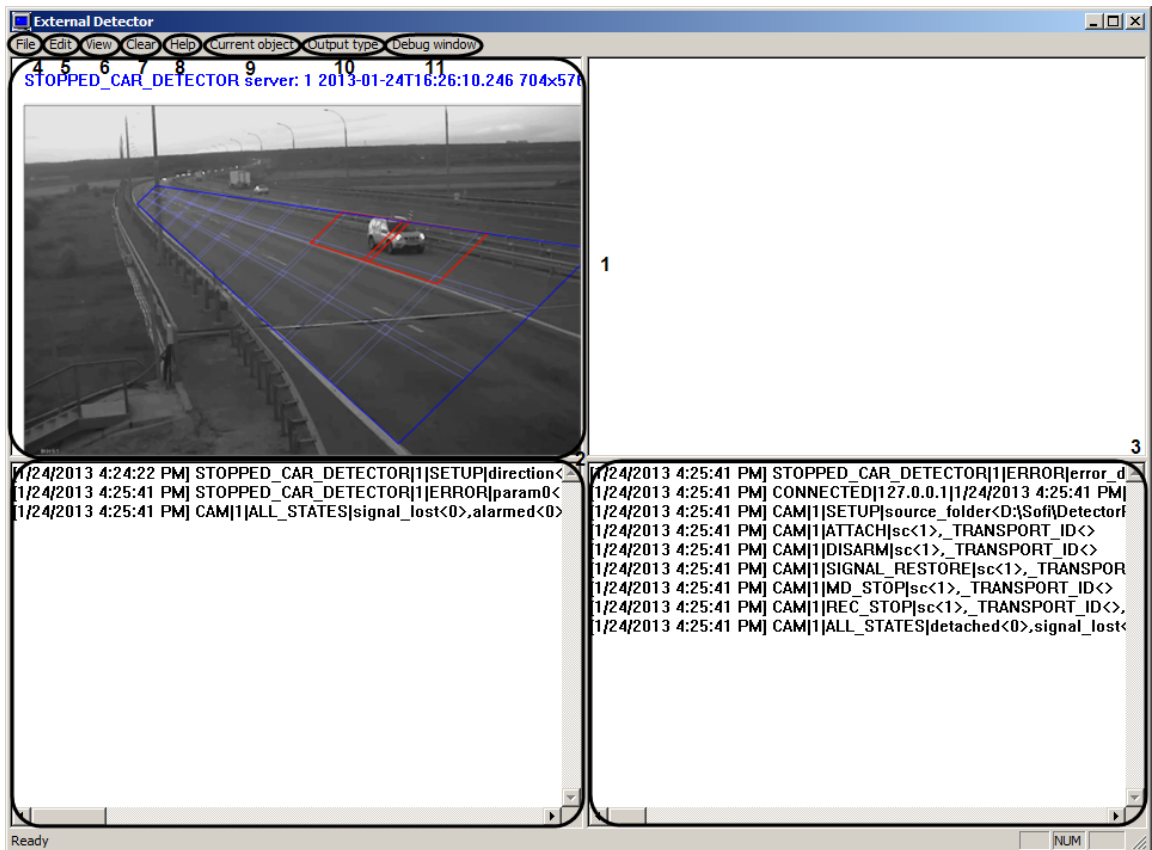 External Detector
File Edit View Clear Help Current object Output type Debug window
4 5 6 7 8 9 10 11
STOPPED_CAR_DETECTOR server: 1 2013-01-24T16:26:10.246 704x576
1
2
3
[1/24/2013 4:24:22 PM] STOPPED_CAR_DETECTOR|1|SETUP|direction<
[1/24/2013 4:25:41 PM] STOPPED_CAR_DETECTOR|1|ERROR|param0<
[1/24/2013 4:25:41 PM] CAM|1|ALL_STATES|signal_lost<0>,alarmed<0>
[1/24/2013 4:25:41 PM] STOPPED_CAR_DETECTOR|1|ERROR|error_d
[1/24/2013 4:25:41 PM] CONNECTED|127.0.0.1|1/24/2013 4:25:41 PM|
[1/24/2013 4:25:41 PM] CAM|1|SETUP|source_folder<D:\Sofi\DetectorF
[1/24/2013 4:25:41 PM] CAM|1|ATTACH|sc<1>,_TRANSPORT_ID<>
[1/24/2013 4:25:41 PM] CAM|1|DISARM|sc<1>,_TRANSPORT_ID<>
[1/24/2013 4:25:41 PM] CAM|1|SIGNAL_RESTORE|sc<1>,_TRANSPOR
[1/24/2013 4:25:41 PM] CAM|1|MD_STOP|sc<1>,_TRANSPORT_ID<>
[1/24/2013 4:25:41 PM] CAM|1|REC_STOP|sc<1>,_TRANSPORT_ID<>,
[1/24/2013 4:25:41 PM] CAM|1|ALL_STATES|detached<0>,signal_lost<
Ready
NUM